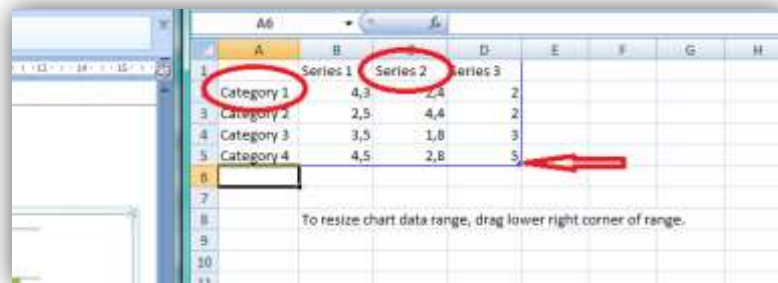 A6 fx
A B C D E F G H
1 Series 1 Series 2 Series 3
Category 1 4,3 2,4 2
3 Category 2 2,5 4,4 2
4 Category 3 3,5 1,8 3
5 Category 4 4,5 2,8 5
6
7
8 To resize chart data range, drag lower right corner of range.
9
10
11